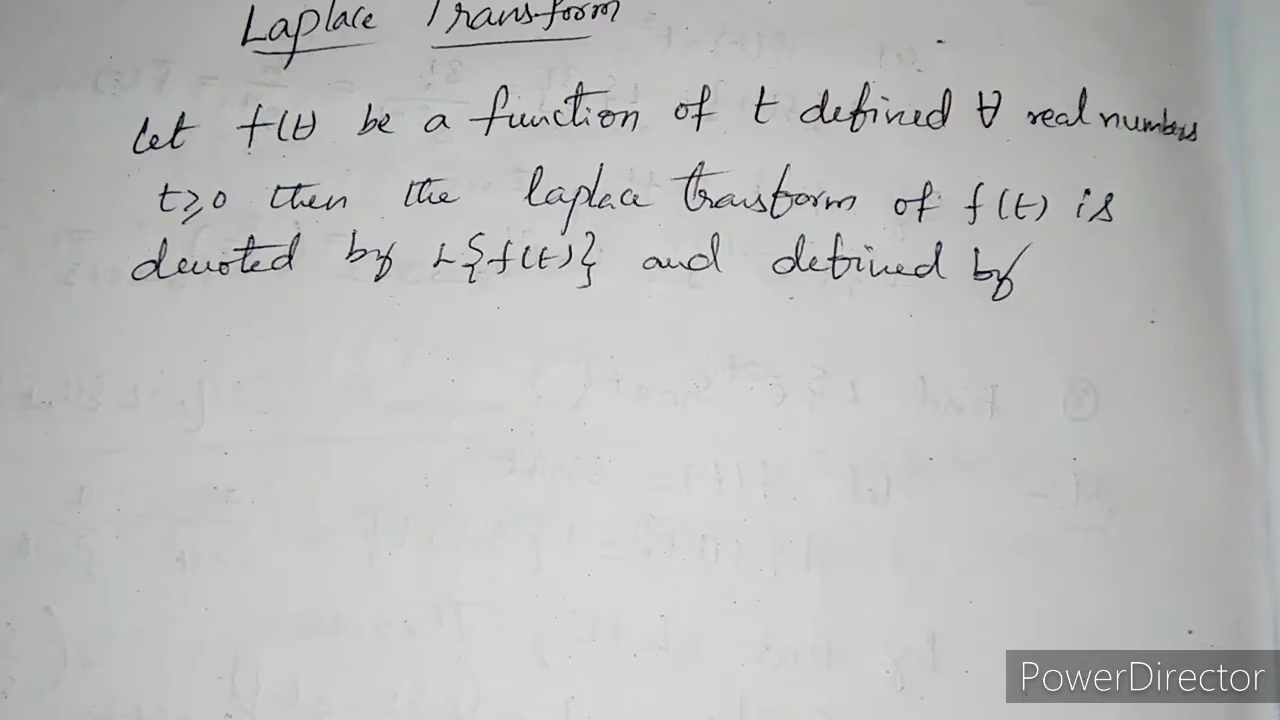 Laplace Transform
Let f(t) be a function of t defined ∀ real numbers
t≥0 then the laplace transform of f(t) is
denoted by L{f(t)} and defined by
PowerDirector